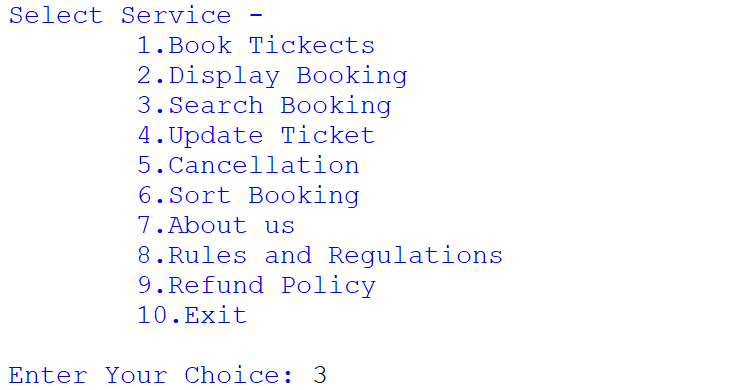 Select Service -
1.Book Tickects
2.Display Booking
3.Search Booking
4.Update Ticket
5.Cancellation
6.Sort Booking
7.About us
8.Rules and Regulations
9.Refund Policy
10.Exit
Enter Your Choice: 3